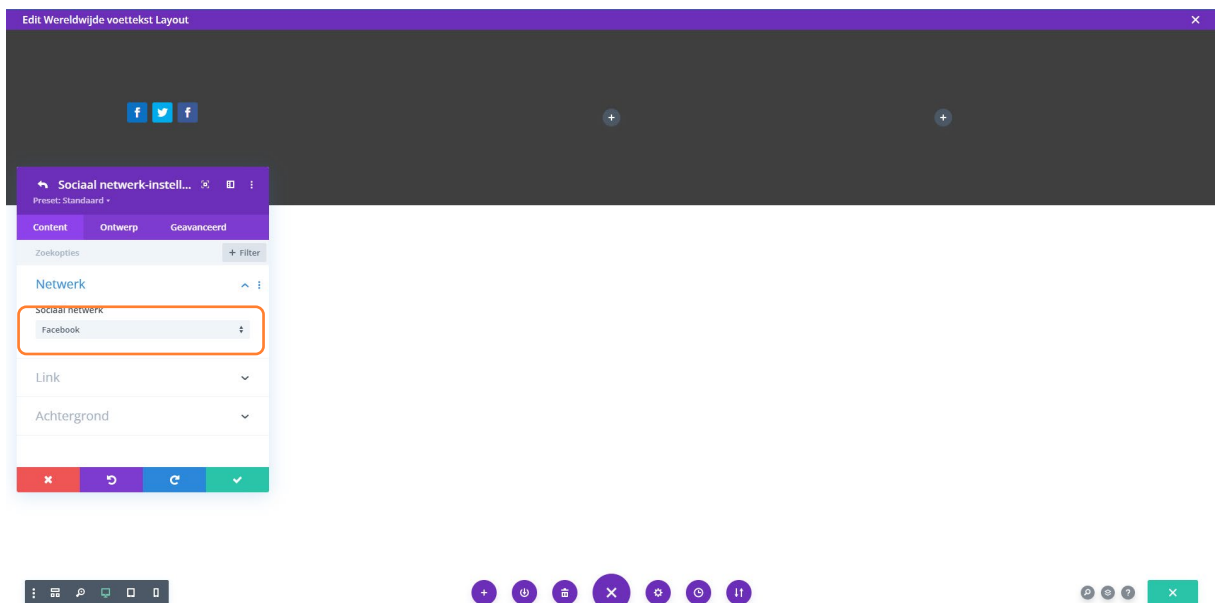 Edit Wereldwijde voettekst Layout
Sociaal netwerk-instell...
Preset: Standaard
Content Ontwerp Geavanceerd
Zoekopties + Filter
Netwerk
Sociaal netwerk
Facebook
Link
Achtergrond